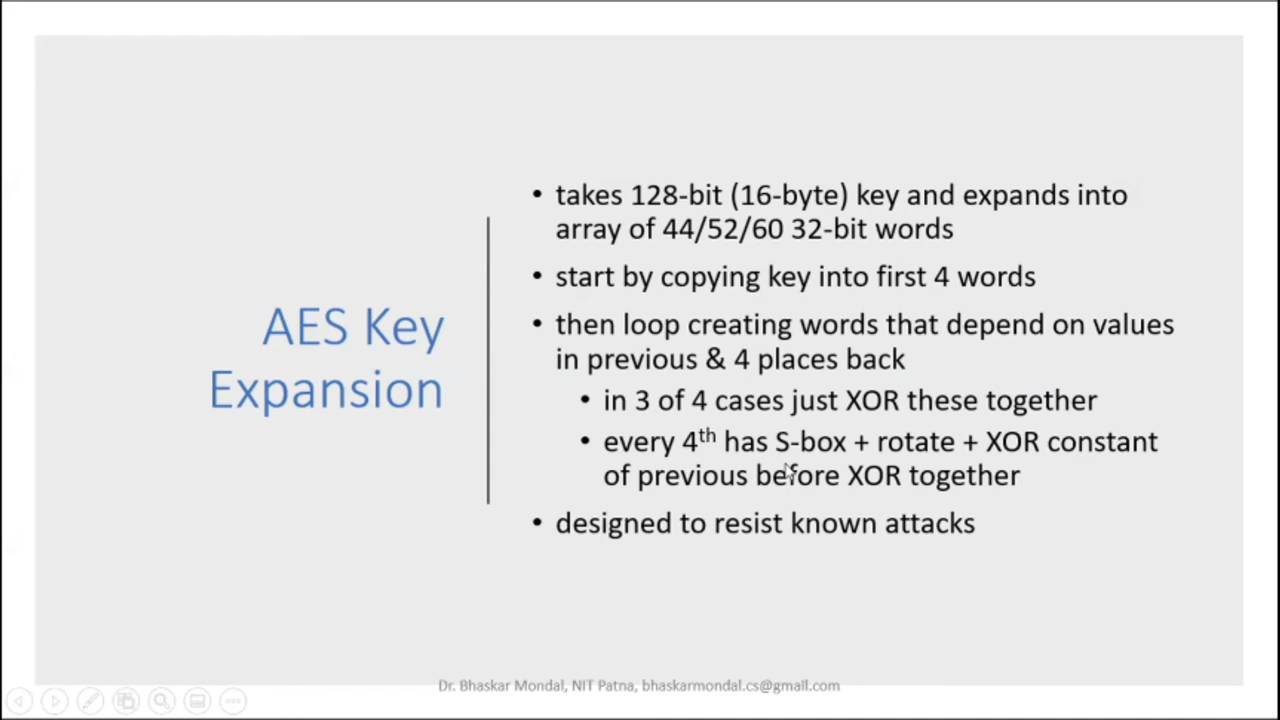 AES Key
Expansion
• takes 128-bit (16-byte) key and expands into
array of 44/52/60 32-bit words
• start by copying key into first 4 words
• then loop creating words that depend on values
in previous & 4 places back
• in 3 of 4 cases just XOR these together
• every 4th has S-box + rotate + XOR constant
of previous before XOR together
• designed to resist known attacks
Dr. Bhaskar Mondal, NIT Patna, bhaskarmondal.cs@gmail.com